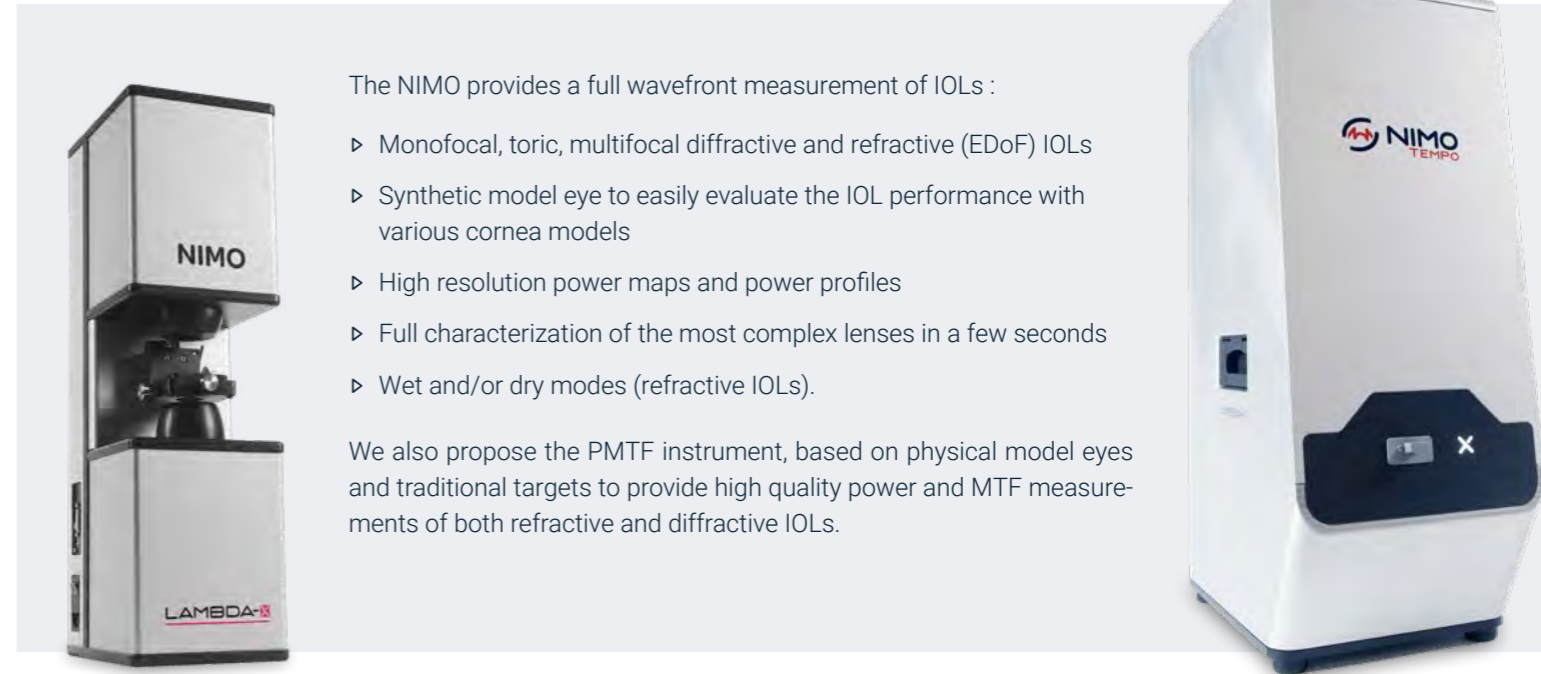 The NIMO provides a full wavefront measurement of IOLs :
▹ Monofocal, toric, multifocal diffractive and refractive (EDoF) IOLs
▹ Synthetic model eye to easily evaluate the IOL performance with
various cornea models
▹ High resolution power maps and power profiles
▹ Full characterization of the most complex lenses in a few seconds
▹ Wet and/or dry modes (refractive IOLs).
We also propose the PMTF instrument, based on physical model eyes
and traditional targets to provide high quality power and MTF measure-
ments of both refractive and diffractive IOLs.
NIMO
LAMBDA-X
NIMO
TEMPO
X